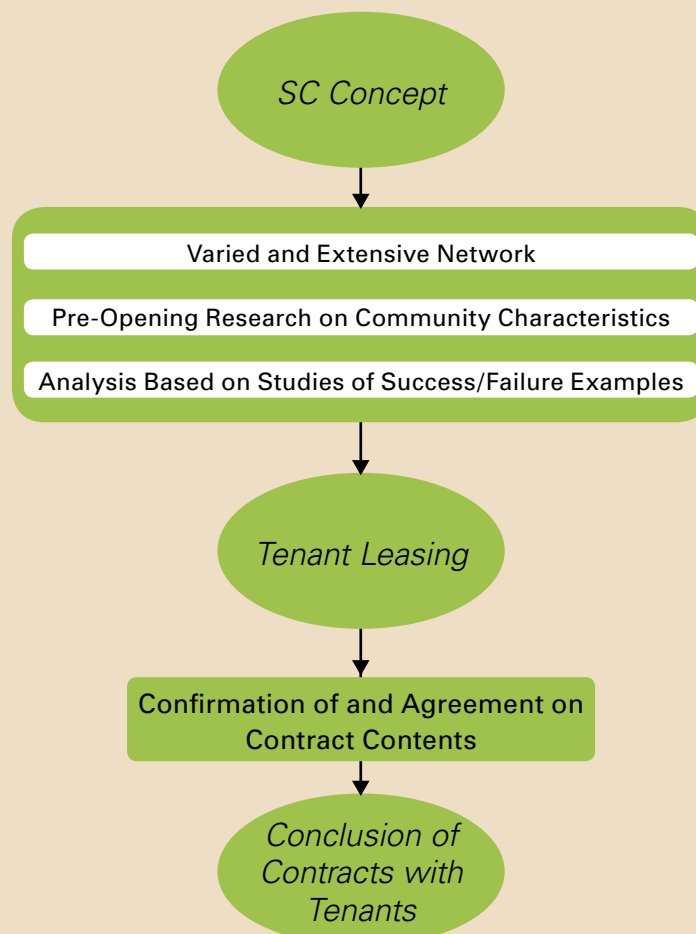 SC Concept
Varied and Extensive Network
Pre-Opening Research on Community Characteristics
Analysis Based on Studies of Success/Failure Examples
Tenant Leasing
Confirmation of and Agreement on
Contract Contents
Conclusion of
Contracts with
Tenants